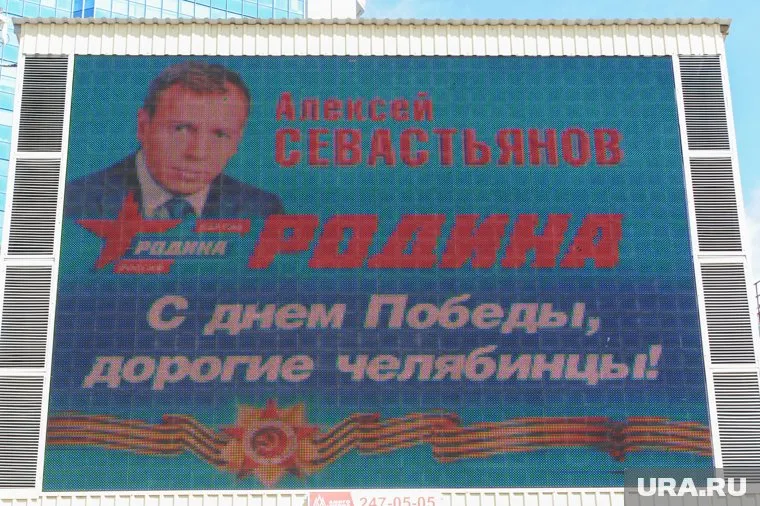 Алексей
СЕВАСТЬЯНОВ
РОДИНА
РОДИНА
С днем Победы,
дорогие челябинцы!
247-05-05
URA.RU